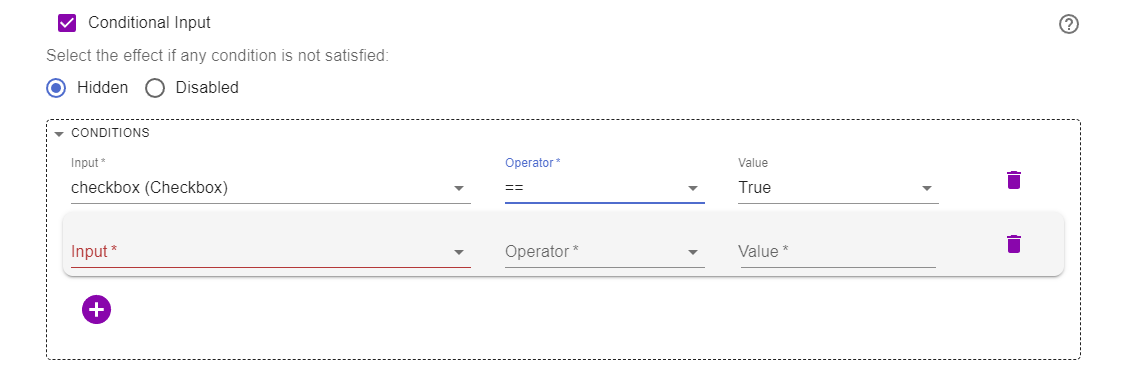 Conditional Input
Select the effect if any condition is not satisfied:
Hidden Disabled
CONDITIONS
Input * Operator * Value
checkbox (Checkbox) == True
Input * Operator * Value *